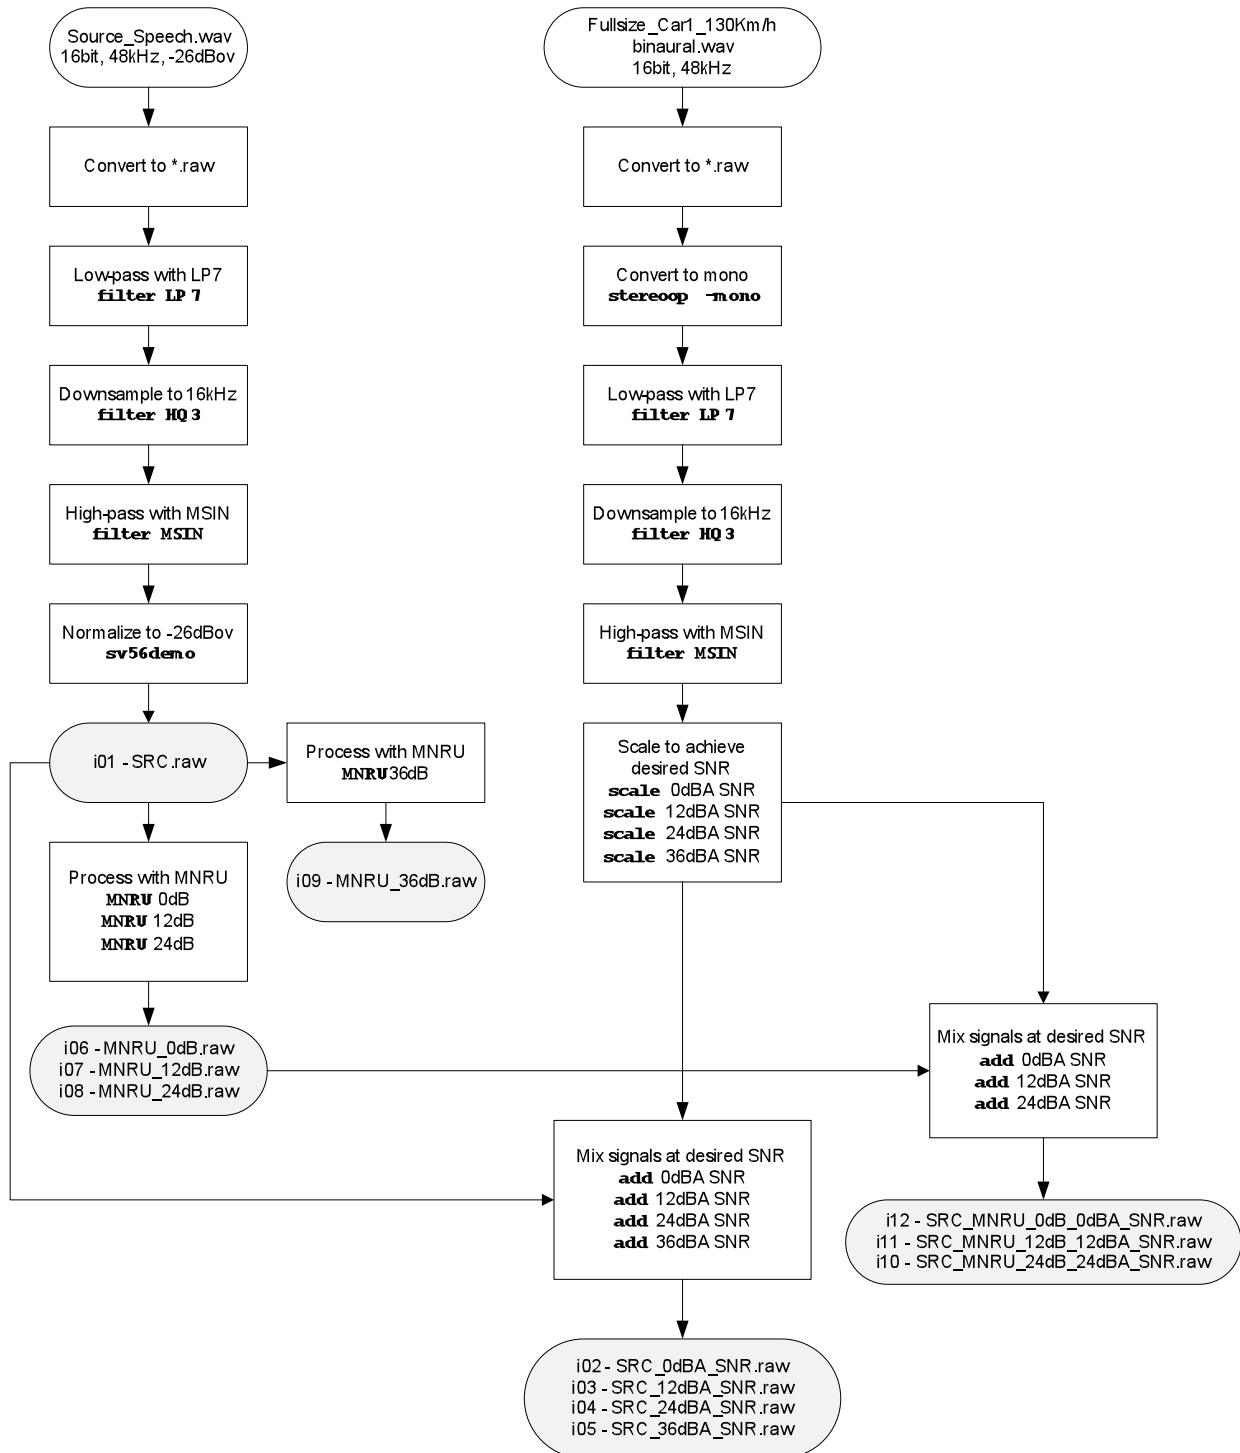 Source_Speech.wav
16bit, 48kHz, -26dBov
Convert to *.raw
Low-pass with LP7
filter LP7
Downsample to 16kHz
filter HQ3
High-pass with MSIN
filter MSIN
Normalize to -26dBov
sv56demo
i01 - SRC.raw
Process with MNRU
MNRU 36dB
i09 - MNRU_36dB.raw
Process with MNRU
MNRU 0dB
MNRU 12dB
MNRU 24dB
i06 - MNRU_0dB.raw
i07 - MNRU_12dB.raw
i08 - MNRU_24dB.raw
Fullsize_Car1_130Km/h
binaural.wav
16bit, 48kHz
Convert to *.raw
Convert to mono
stereoop -mono
Low-pass with LP7
filter LP7
Downsample to 16kHz
filter HQ3
High-pass with MSIN
filter MSIN
Scale to achieve
desired SNR
scale 0dBA SNR
scale 12dBA SNR
scale 24dBA SNR
scale 36dBA SNR
Mix signals at desired SNR
add 0dBA SNR
add 12dBA SNR
add 24dBA SNR
i12 - SRC_MNRU_0dB_0dBA_SNR.raw
i11 - SRC_MNRU_12dB_12dBA_SNR.raw
i10 - SRC_MNRU_24dB_24dBA_SNR.raw
Mix signals at desired SNR
add 0dBA SNR
add 12dBA SNR
add 24dBA SNR
add 36dBA SNR
i02 - SRC_0dBA_SNR.raw
i03 - SRC_12dBA_SNR.raw
i04 - SRC_24dBA_SNR.raw
i05 - SRC_36dBA_SNR.raw